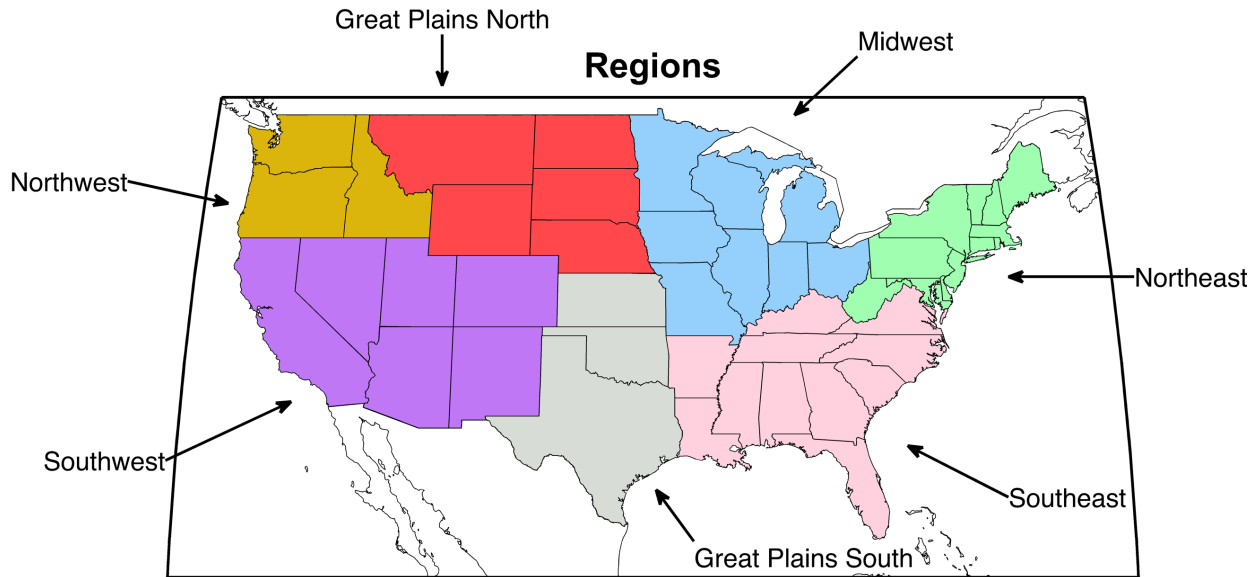 Great Plains North
Midwest
Regions
Northwest
Northeast
Southwest
Southeast
Great Plains South